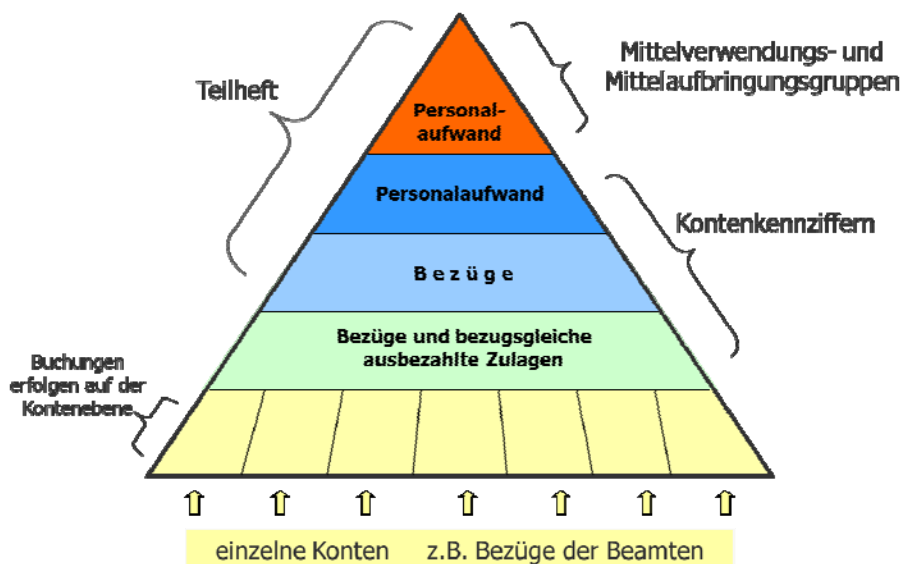 Mittelverwendungs- und
Mittelaufbringungsgruppen
Teilheft
Personal-
aufwand
Personalaufwand
Kontenkennziffern
B e z ü g e
Bezüge und bezugsgleiche
ausbezahlte Zulagen
Buchungen
erfolgen auf der
Kontenebene
einzelne Konten z.B. Bezüge der Beamten